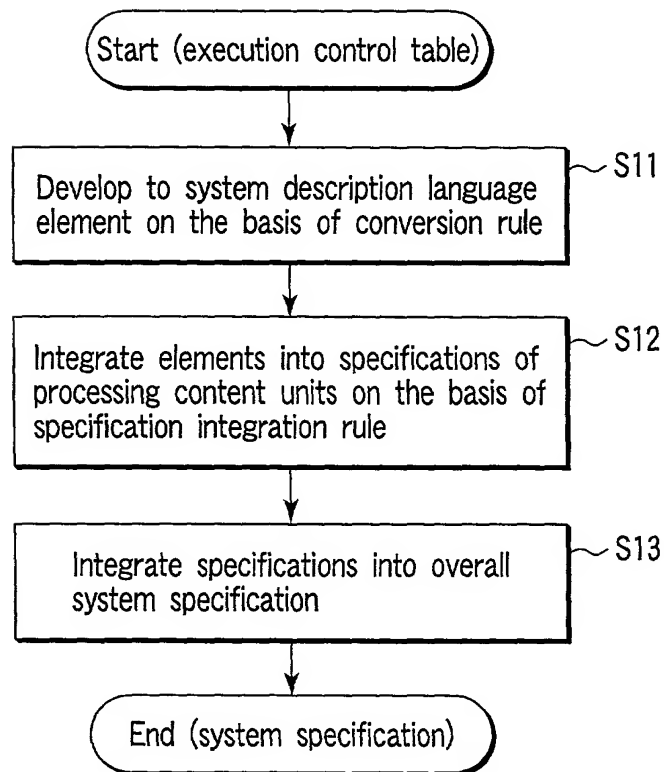 Start (execution control table)
S11
Develop to system description language
element on the basis of conversion rule
S12
Integrate elements into specifications of
processing content units on the basis of
specification integration rule
S13
Integrate specifications into overall
system specification
End (system specification)